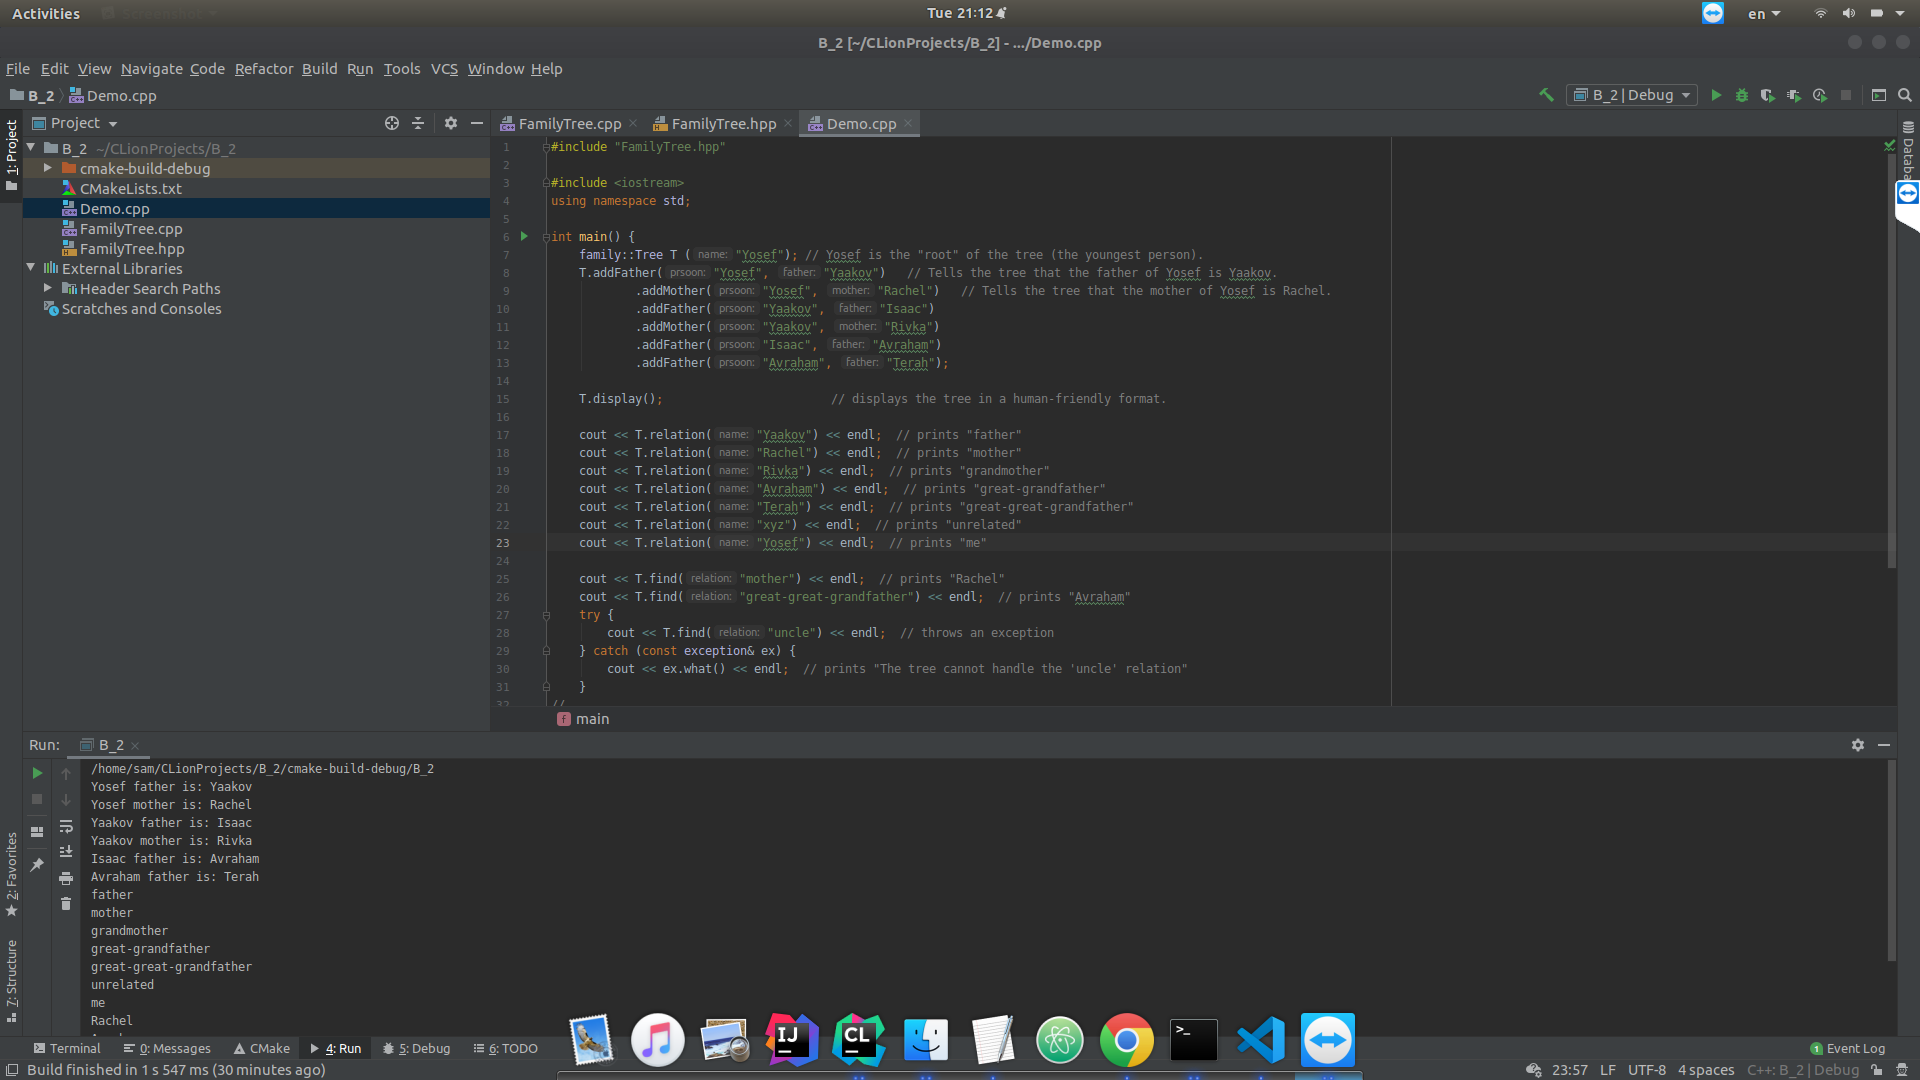 Activities
Tue 21:12
en
B_2 [~/CLionProjects/B_2] - .../Demo.cpp
File Edit View Navigate Code Refactor Build Run Tools VCS Window Help
B_2 Demo.cpp
B_2 | Debug
Project
FamilyTree.cpp
FamilyTree.hpp
Demo.cpp
1: Project
B_2 ~/CLionProjects/B_2
cmake-build-debug
CMakeLists.txt
Demo.cpp
FamilyTree.cpp
FamilyTree.hpp
External Libraries
Header Search Paths
Scratches and Consoles
1 #include "FamilyTree.hpp"
2
3 #include <iostream>
4 using namespace std;
5
6 int main() {
7 family::Tree T ( name: "Yosef"); // Yosef is the "root" of the tree (the youngest person).
8 T.addFather( prsoon: "Yosef", father: "Yaakov") // Tells the tree that the father of Yosef is Yaakov.
9 .addMother( prsoon: "Yosef", mother: "Rachel") // Tells the tree that the mother of Yosef is Rachel.
10 .addFather( prsoon: "Yaakov", father: "Isaac")
11 .addMother( prsoon: "Yaakov", mother: "Rivka")
12 .addFather( prsoon: "Isaac", father: "Avraham")
13 .addFather( prsoon: "Avraham", father: "Terah");
14
15 T.display(); // displays the tree in a human-friendly format.
16
17 cout << T.relation( name: "Yaakov") << endl; // prints "father"
18 cout << T.relation( name: "Rachel") << endl; // prints "mother"
19 cout << T.relation( name: "Rivka") << endl; // prints "grandmother"
20 cout << T.relation( name: "Avraham") << endl; // prints "great-grandfather"
21 cout << T.relation( name: "Terah") << endl; // prints "great-great-grandfather"
22 cout << T.relation( name: "xyz") << endl; // prints "unrelated"
23 cout << T.relation( name: "Yosef") << endl; // prints "me"
24
25 cout << T.find( relation: "mother") << endl; // prints "Rachel"
26 cout << T.find( relation: "great-great-grandfather") << endl; // prints "Avraham"
27 try {
28 cout << T.find( relation: "uncle") << endl; // throws an exception
29 } catch (const exception& ex) {
30 cout << ex.what() << endl; // prints "The tree cannot handle the 'uncle' relation"
31 }
32 //
main
Run: B_2
/home/sam/CLionProjects/B_2/cmake-build-debug/B_2
Yosef father is: Yaakov
Yosef mother is: Rachel
Yaakov father is: Isaac
Yaakov mother is: Rivka
Isaac father is: Avraham
Avraham father is: Terah
father
mother
grandmother
great-grandfather
great-great-grandfather
unrelated
me
Rachel
2: Favorites
7: Structure
IJ
CL
>_
Terminal 0: Messages CMake 4: Run 5: Debug 6: TODO
1 Event Log
Build finished in 1 s 547 ms (30 minutes ago)
23:57 LF UTF-8 4 spaces C++: B_2 | Debug